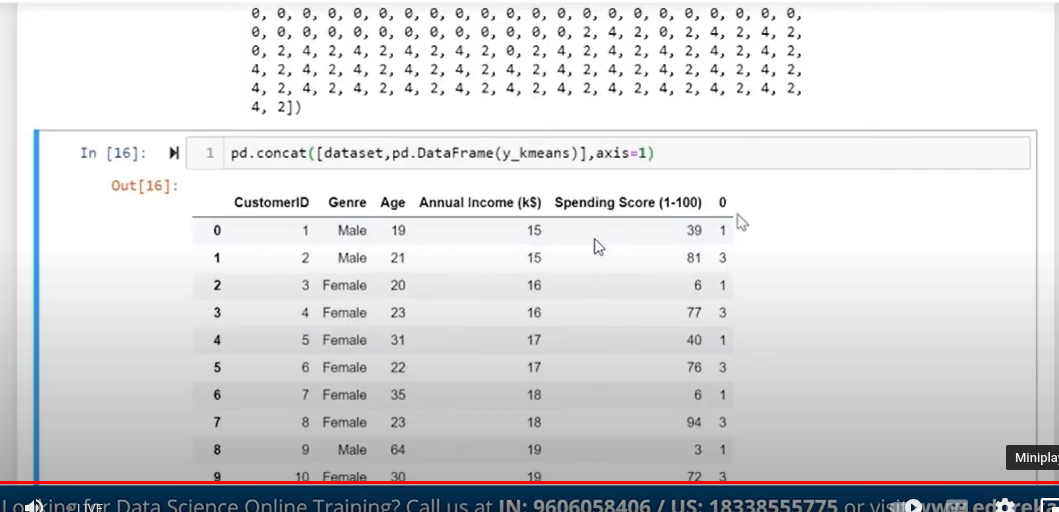 0, 0, 0, 0, 0, 0, 0, 0, 0, 0, 0, 0, 0, 0, 0, 0, 0, 0, 0, 0, 0, 0,
0, 0, 0, 0, 0, 0, 0, 0, 0, 0, 0, 0, 0, 2, 4, 2, 0, 2, 4, 2, 4, 2,
0, 2, 4, 2, 4, 2, 4, 2, 4, 2, 0, 2, 4, 2, 4, 2, 4, 2, 4, 2, 4, 2,
4, 2, 4, 2, 4, 2, 4, 2, 4, 2, 4, 2, 4, 2, 4, 2, 4, 2, 4, 2, 4, 2,
4, 2, 4, 2, 4, 2, 4, 2, 4, 2, 4, 2, 4, 2, 4, 2, 4, 2, 4, 2, 4, 2,
4, 2])
In [16]: 1 pd.concat([dataset,pd.DataFrame(y_kmeans)],axis=1)
Out[16]:
CustomerID Genre Age Annual Income (k$) Spending Score (1-100) 0
0 1 Male 19 15 39 1
1 2 Male 21 15 81 3
2 3 Female 20 16 6 1
3 4 Female 23 16 77 3
4 5 Female 31 17 40 1
5 6 Female 22 17 76 3
6 7 Female 35 18 6 1
7 8 Female 23 18 94 3
8 9 Male 64 19 3 1
9 10 Female 30 19 72 3
Miniplay
Looking for Data Science Online Training? Call us at IN: 9606058406 / US: 18338555775 or visit www.edureka
LIVE